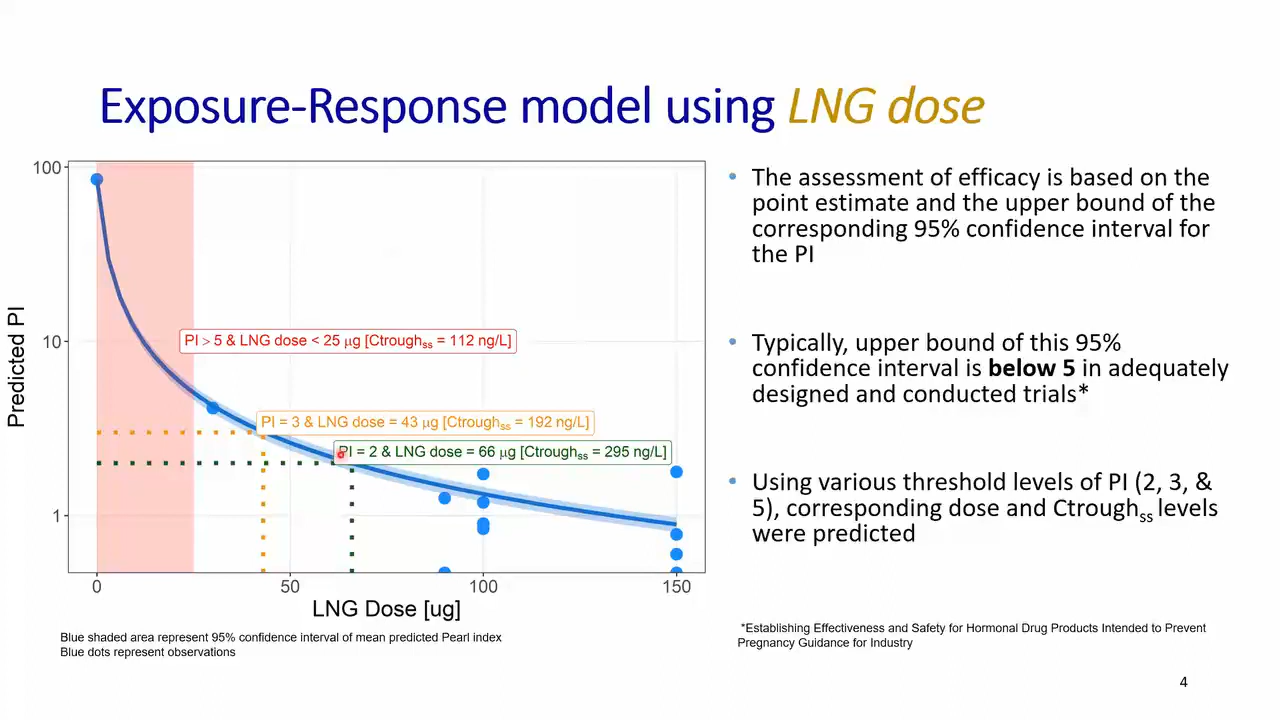 Exposure-Response model using LNG dose
100
10
1
Predicted PI
PI > 5 & LNG dose < 25 μg [Ctroughss = 112 ng/L]
PI = 3 & LNG dose = 43 μg [Ctroughss = 192 ng/L]
PI = 2 & LNG dose = 66 μg [Ctroughss = 295 ng/L]
0
50
100
150
LNG Dose [ug]
Blue shaded area represent 95% confidence interval of mean predicted Pearl index
Blue dots represent observations
• The assessment of efficacy is based on the
point estimate and the upper bound of the
corresponding 95% confidence interval for
the PI
• Typically, upper bound of this 95%
confidence interval is below 5 in adequately
designed and conducted trials*
• Using various threshold levels of PI (2, 3, &
5), corresponding dose and Ctroughss levels
were predicted
*Establishing Effectiveness and Safety for Hormonal Drug Products Intended to Prevent
Pregnancy Guidance for Industry
4